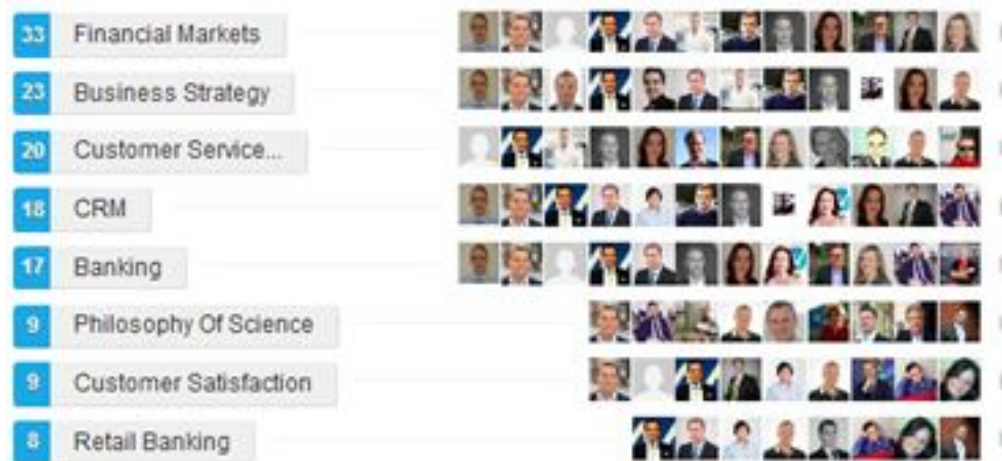 33 Financial Markets
23 Business Strategy
20 Customer Service...
18 CRM
17 Banking
9 Philosophy Of Science
9 Customer Satisfaction
8 Retail Banking